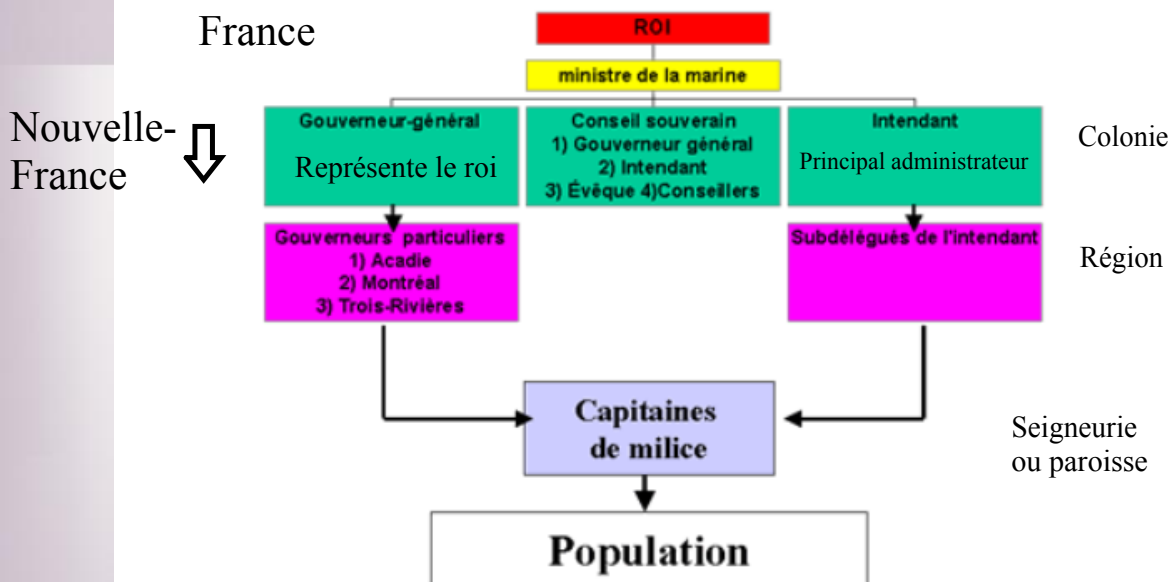 France
ROI
ministre de la marine
Nouvelle-
France
Gouverneur-général
Représente le roi
Conseil souverain
1) Gouverneur général
2) Intendant
3) Évêque 4)Conseillers
Intendant
Principal administrateur
Colonie
Gouverneurs particuliers
1) Acadie
2) Montréal
3) Trois-Rivières
Subdélégués de l'intendant
Région
Capitaines
de milice
Seigneurie
ou paroisse
Population